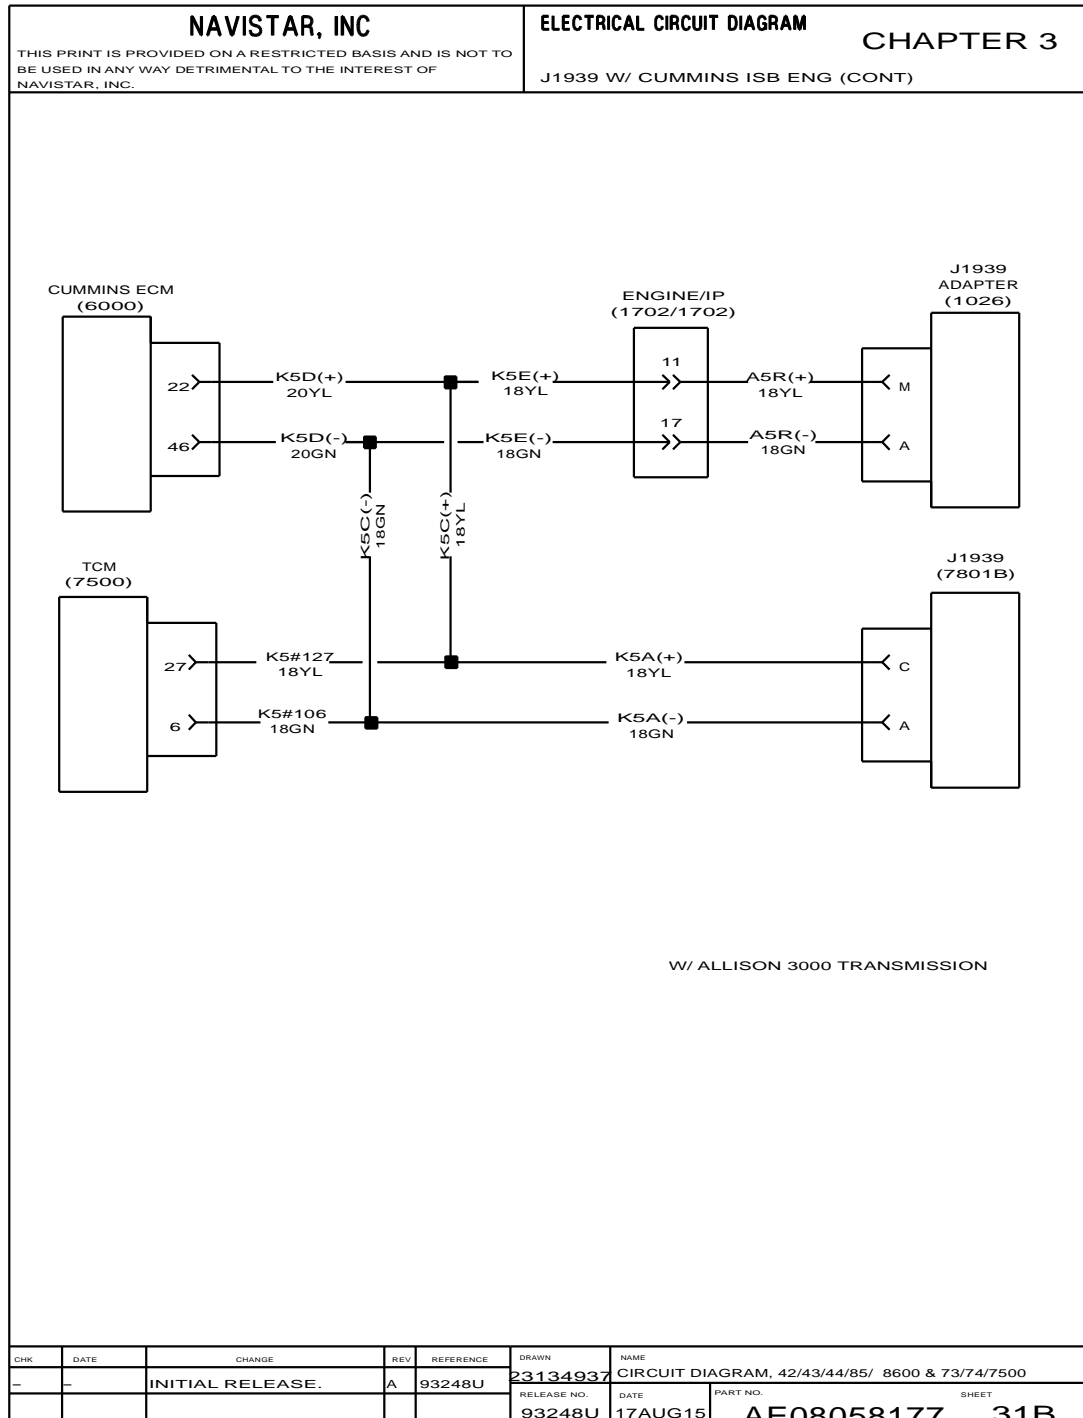 NAVISTAR, INC
THIS PRINT IS PROVIDED ON A RESTRICTED BASIS AND IS NOT TO
BE USED IN ANY WAY DETRIMENTAL TO THE INTEREST OF
NAVISTAR, INC.
ELECTRICAL CIRCUIT DIAGRAM
CHAPTER 3
J1939 W/ CUMMINS ISB ENG (CONT)
CUMMINS ECM
(6000)
ENGINE/IP
(1702/1702)
J1939
ADAPTER
(1026)
22
K5D(+)
20YL
K5E(+)
18YL
11
A5R(+)
18YL
M
46
K5D(-)
20GN
K5E(-)
18GN
17
A5R(-)
18GN
A
K5C(-)
18GN
K5C(+)
18YL
TCM
(7500)
J1939
(7801B)
27
K5#127
18YL
K5A(+)
18YL
C
6
K5#106
18GN
K5A(-)
18GN
A
W/ ALLISON 3000 TRANSMISSION
CHK DATE CHANGE REV REFERENCE
– – INITIAL RELEASE. A 93248U
DRAWN
23134937
NAME
CIRCUIT DIAGRAM, 42/43/44/85/ 8600 & 73/74/7500
RELEASE NO.
93248U
DATE
17AUG15
PART NO.
AE08058177
SHEET
31B